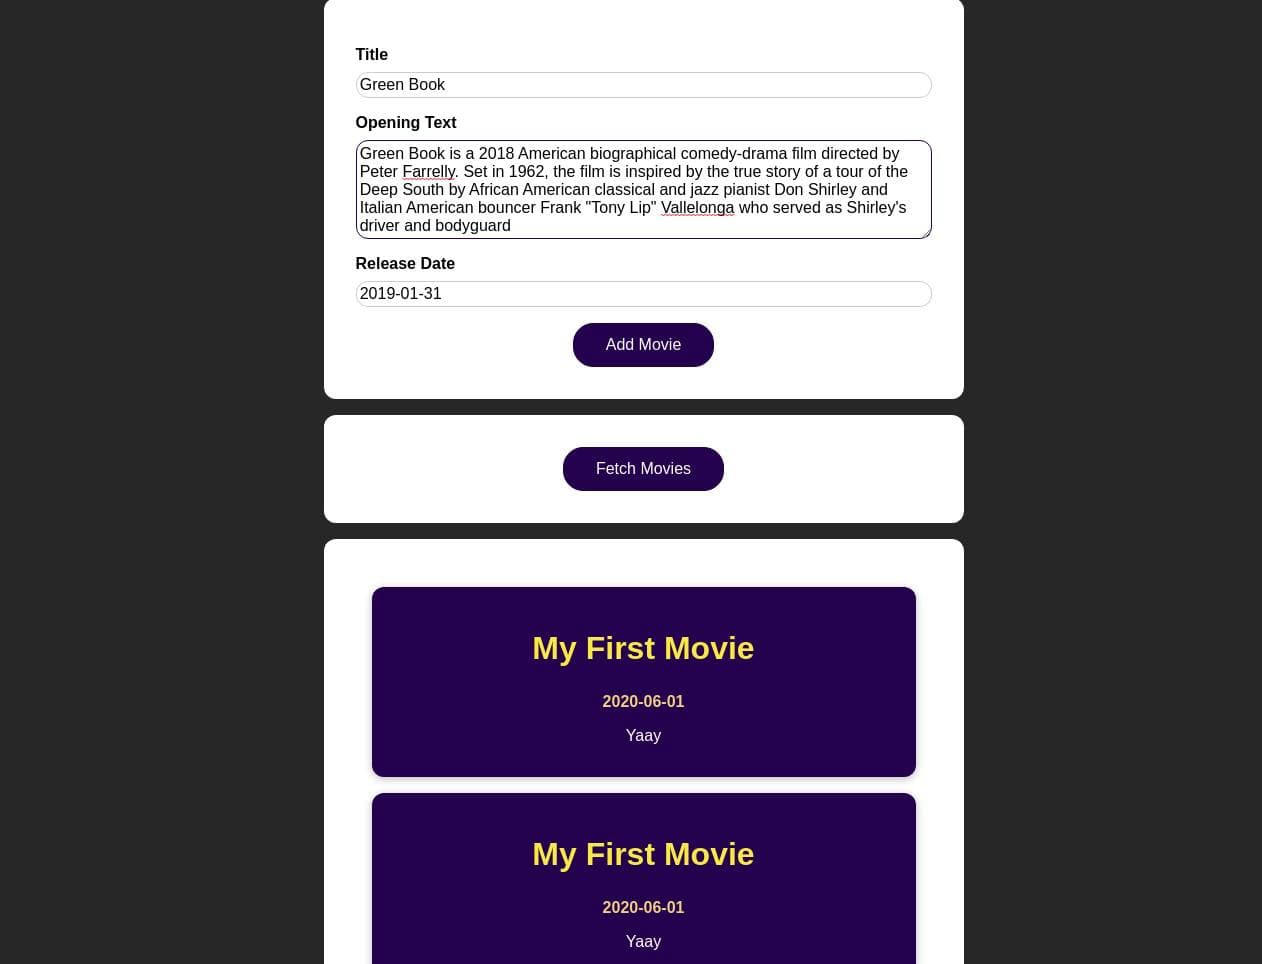 Title
Green Book
Opening Text
Green Book is a 2018 American biographical comedy-drama film directed by
Peter Farrelly. Set in 1962, the film is inspired by the true story of a tour of the
Deep South by African American classical and jazz pianist Don Shirley and
Italian American bouncer Frank "Tony Lip" Vallelonga who served as Shirley's
driver and bodyguard
Release Date
2019-01-31
Add Movie
Fetch Movies
My First Movie
2020-06-01
Yaay
My First Movie
2020-06-01
Yaay